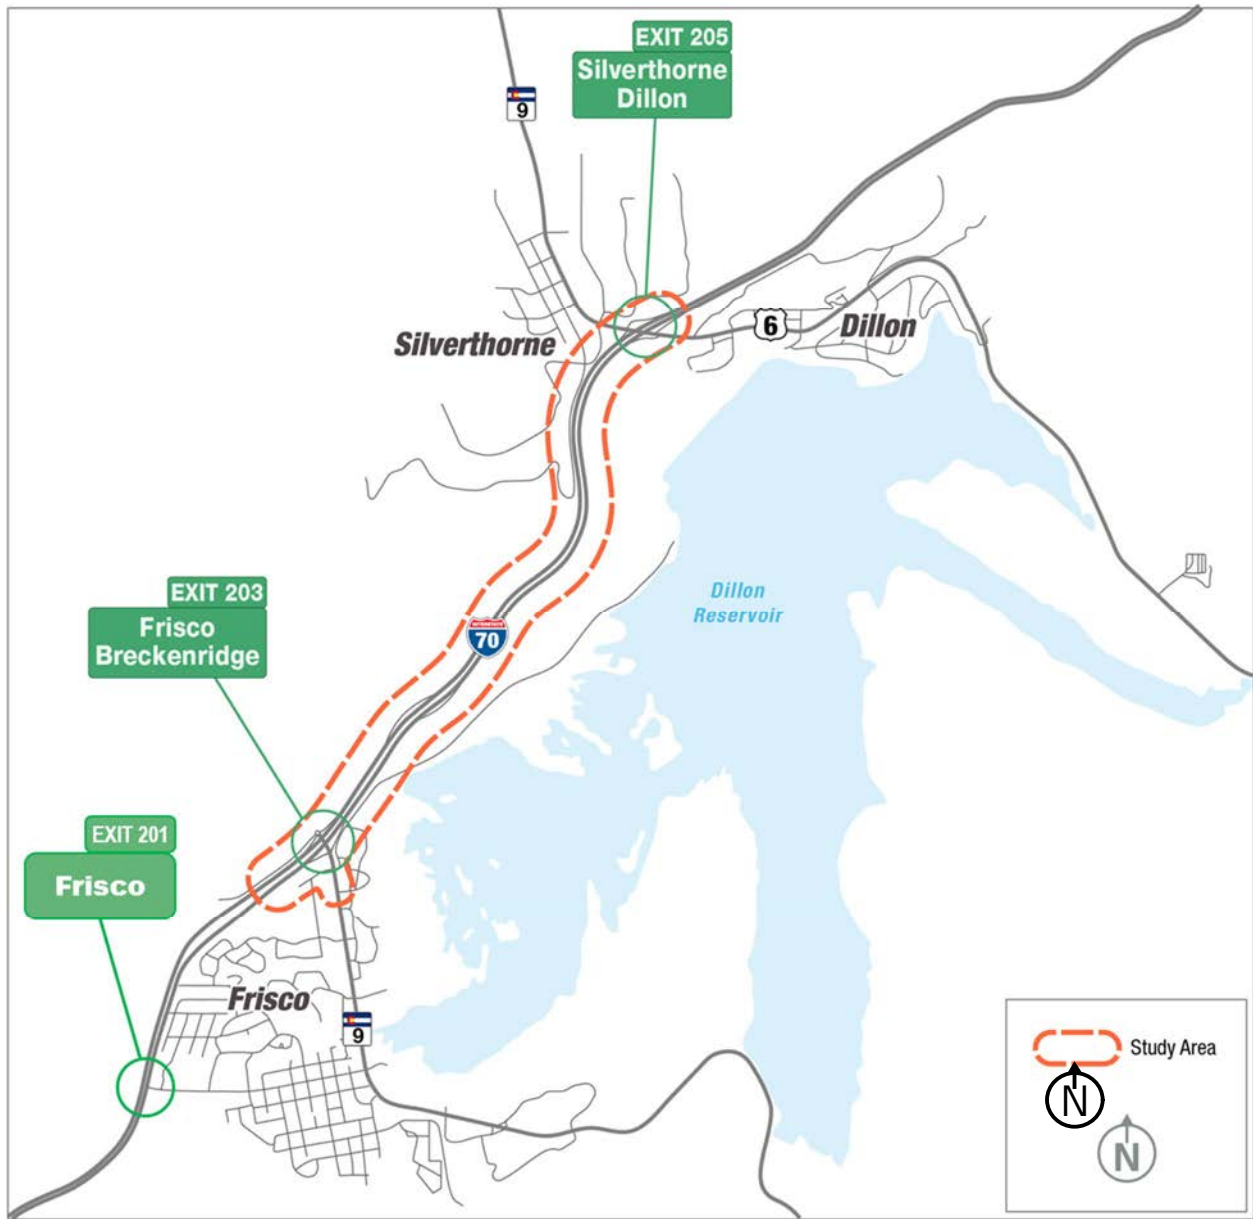 EXIT 205
Silverthorne
Dillon
9
Silverthorne
6
Dillon
EXIT 203
Frisco
Breckenridge
INTERSTATE
70
Dillon
Reservoir
EXIT 201
Frisco
Frisco
9
Study Area
N
N